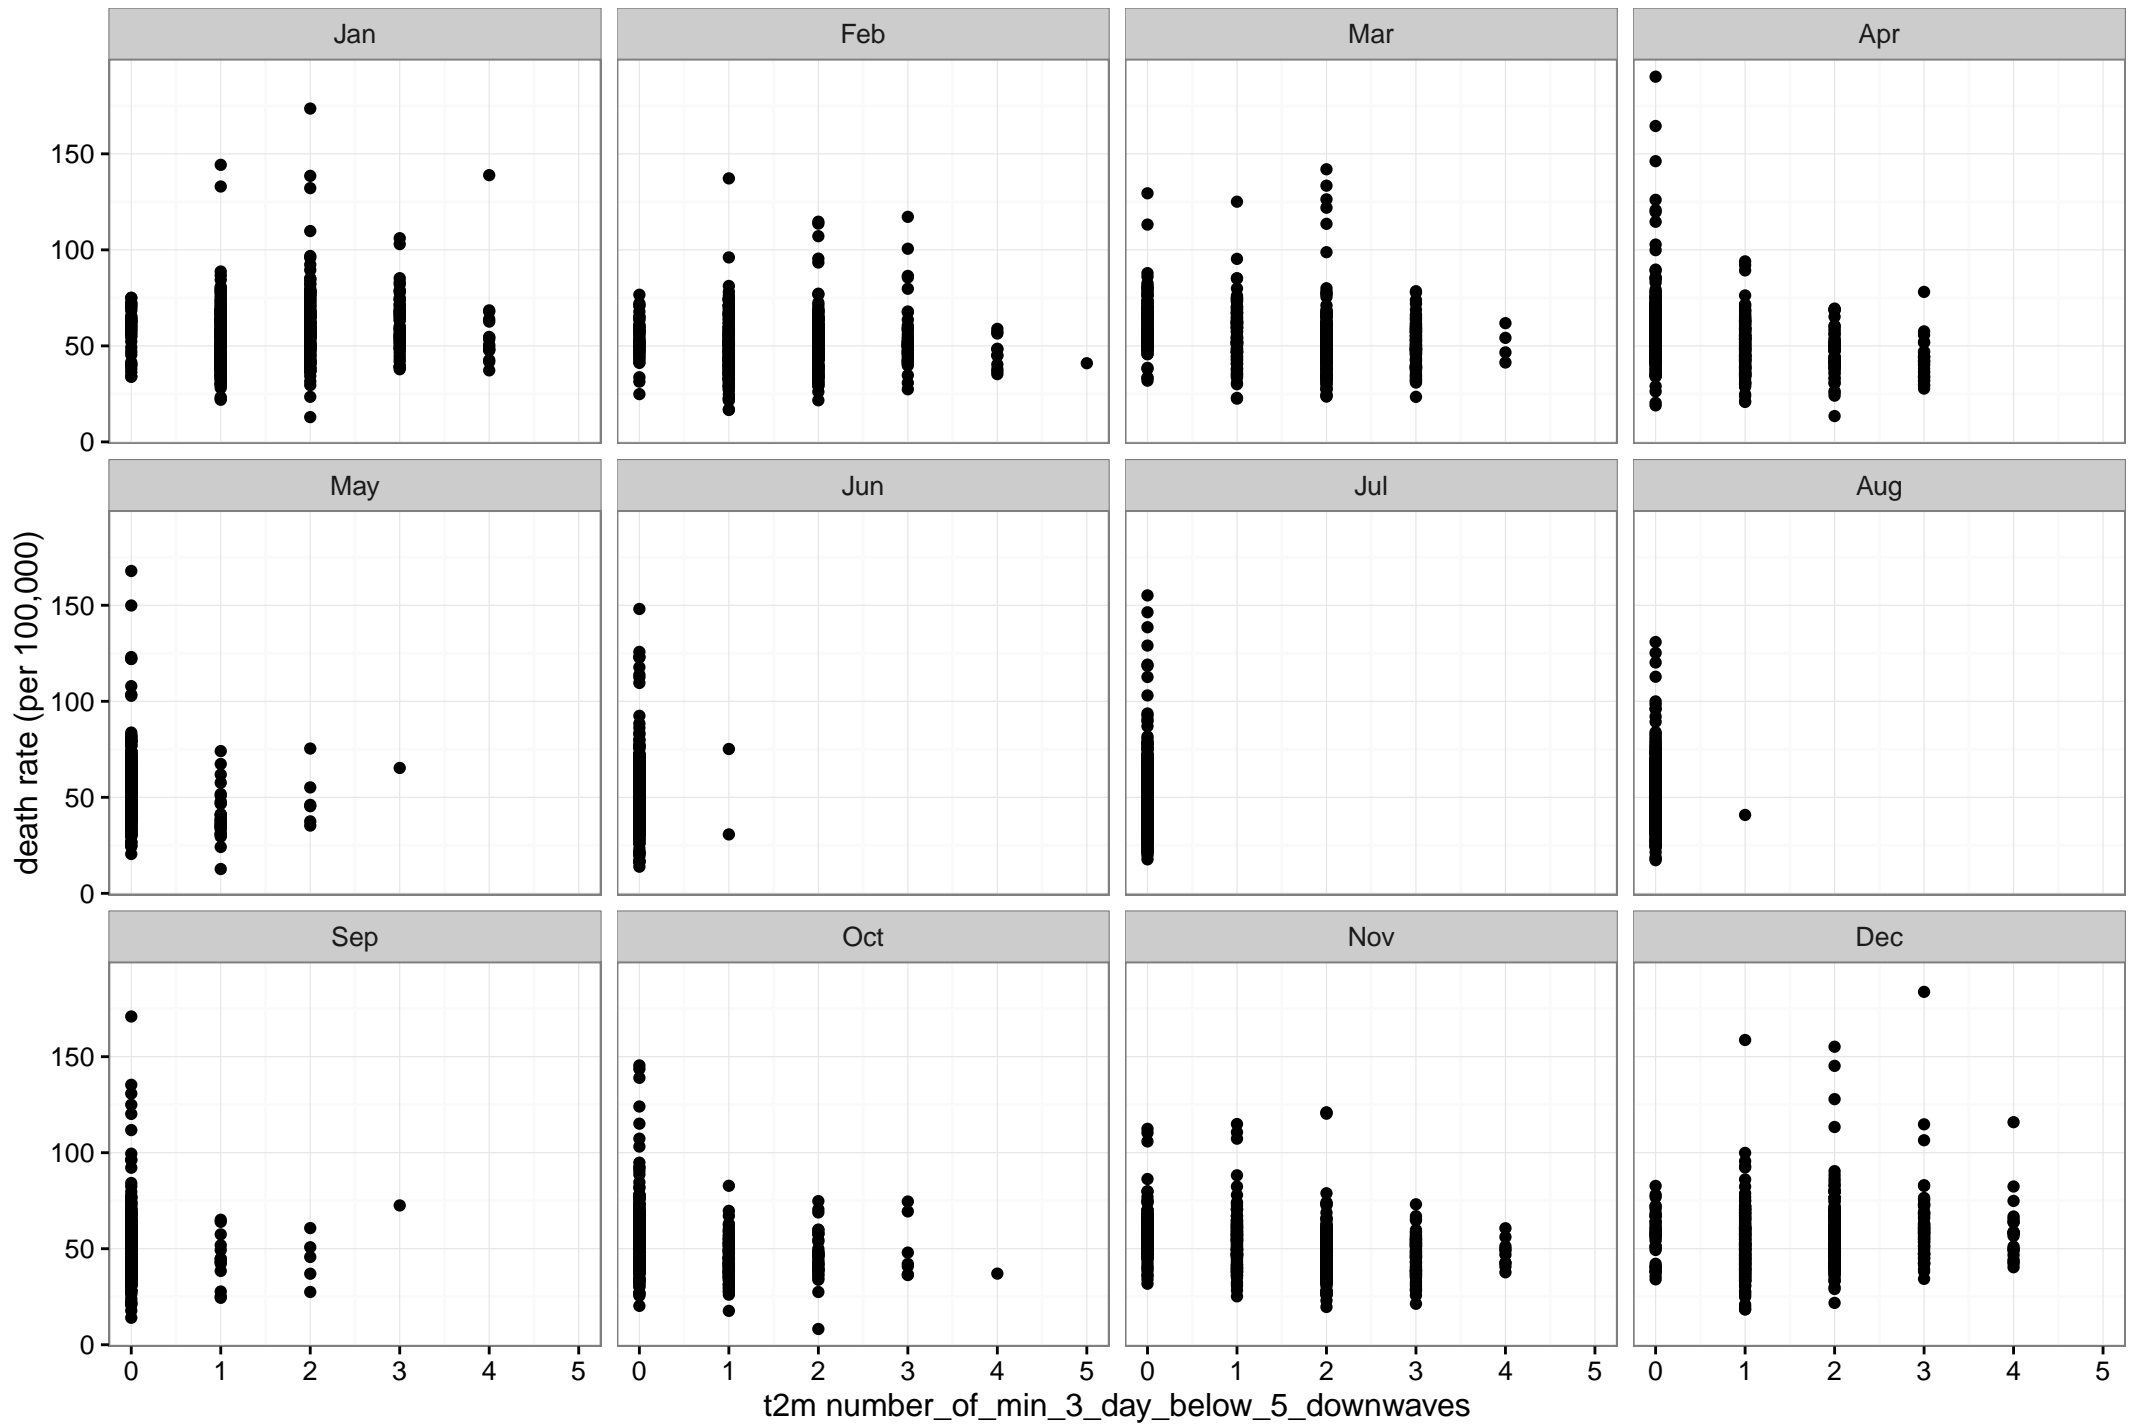 Jan Feb Mar Apr
150
100
50
0
May Jun Jul Aug
death rate (per 100,000)
150
100
50
0
Sep Oct Nov Dec
150
100
50
0
0 1 2 3 4 5 0 1 2 3 4 5 0 1 2 3 4 5 0 1 2 3 4 5
t2m number_of_min_3_day_below_5_downwaves